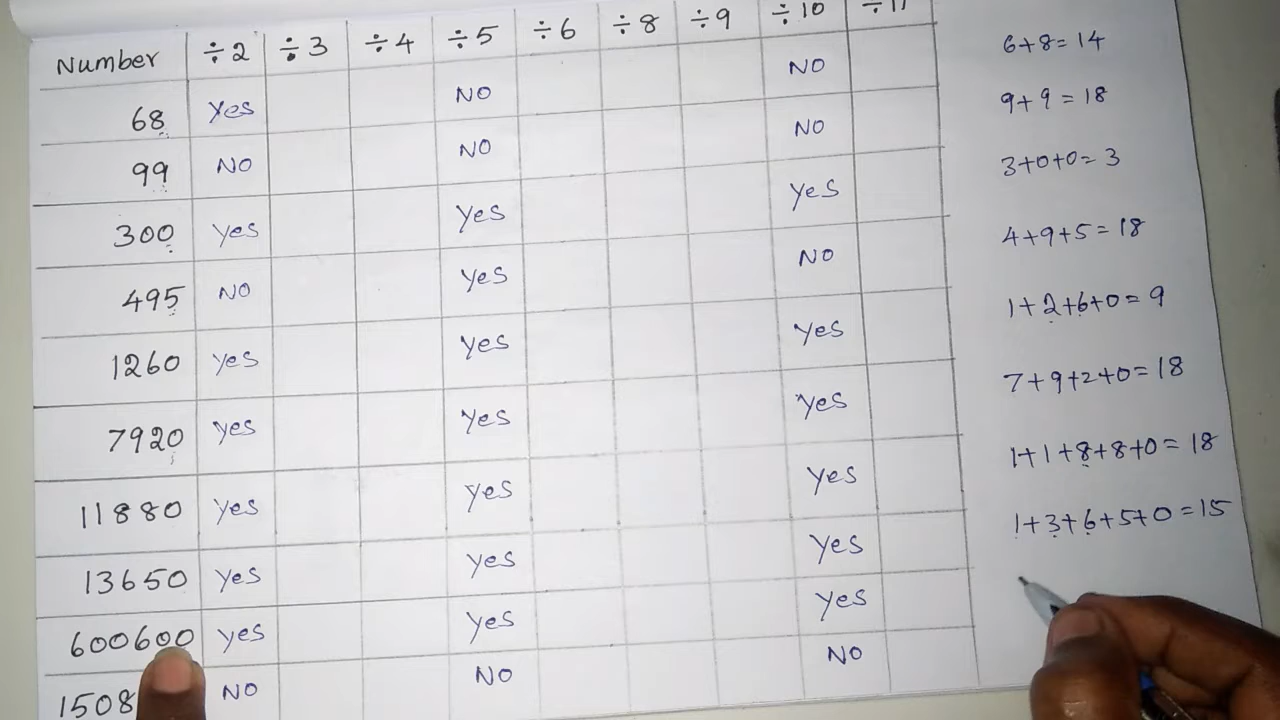 Number ÷2 ÷3 ÷4 ÷5 ÷6 ÷8 ÷9 ÷10 ÷11
68 Yes NO NO
99 NO NO NO
300 Yes Yes Yes
495 NO Yes NO
1260 Yes Yes Yes
7920 Yes Yes Yes
11880 Yes Yes Yes
13650 Yes Yes Yes
600600 Yes Yes Yes
1508 NO NO NO
6+8=14
9+9=18
3+0+0=3
4+9+5=18
1+2+6+0=9
7+9+2+0=18
1+1+8+8+0=18
1+3+6+5+0=15